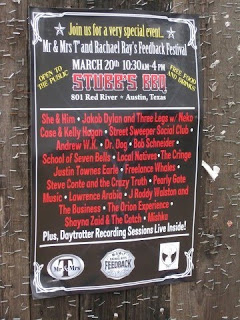 Join us for a very special event...
Mr & Mrs T and Rachael Ray's Feedback Festival
MARCH 20th 10:30 AM-4 PM
OPEN TO
THE PUBLIC
STUBB'S BBQ
FREE FOOD
AND DRINKS!
801 Red River ★ Austin, Texas
She & Him • Jakob Dylan and Three Legs w/ Neko
Case & Kelly Hogan • Street Sweeper Social Club
Andrew W.K. • Dr. Dog • Bob Schneider •
School of Seven Bells • Local Natives • The Cringe
Justin Townes Earle • Freelance Whales •
Steve Conte and the Crazy Truth • Pearly Gate
Music • Lawrence Arabia • J Roddy Walston and
The Business • The Orion Experience •
Shayna Zaid & The Catch • Mishka
Plus, Daytrotter Recording Sessions Live Inside!
Mr & Mrs
T
FEEDBACK